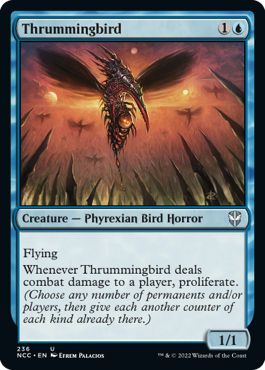 Thrummingbird 1
Creature — Phyrexian Bird Horror
Flying
Whenever Thrummingbird deals
combat damage to a player, proliferate.
(Choose any number of permanents and/or
players, then give each another counter of
each kind already there.)
1/1
236 U
NCC • EN Efrem Palacios ™ & © 2022 Wizards of the Coast